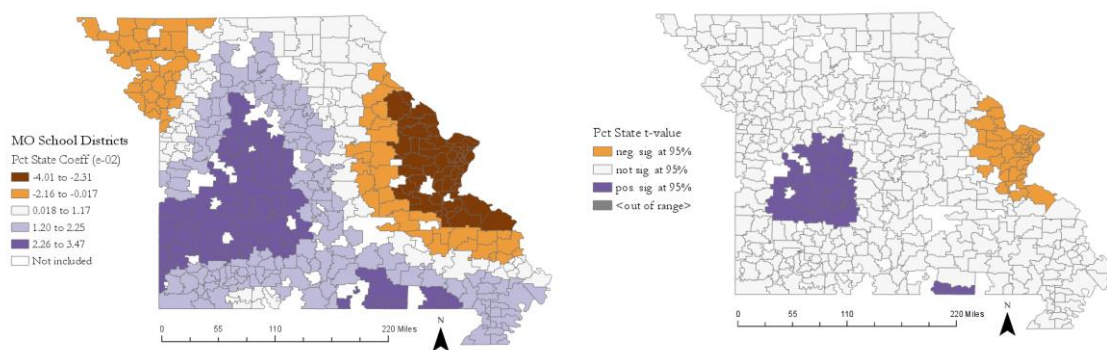 MO School Districts
Pct State Coeff (e-02)
-4.01 to -2.31
-2.16 to -0.017
0.018 to 1.17
1.20 to 2.25
2.26 to 3.47
Not included
0 55 110 220 Miles
N
Pct State t-value
neg. sig. at 95%
not sig. at 95%
pos. sig. at 95%
<out of range>
0 55 110 220 Miles
N